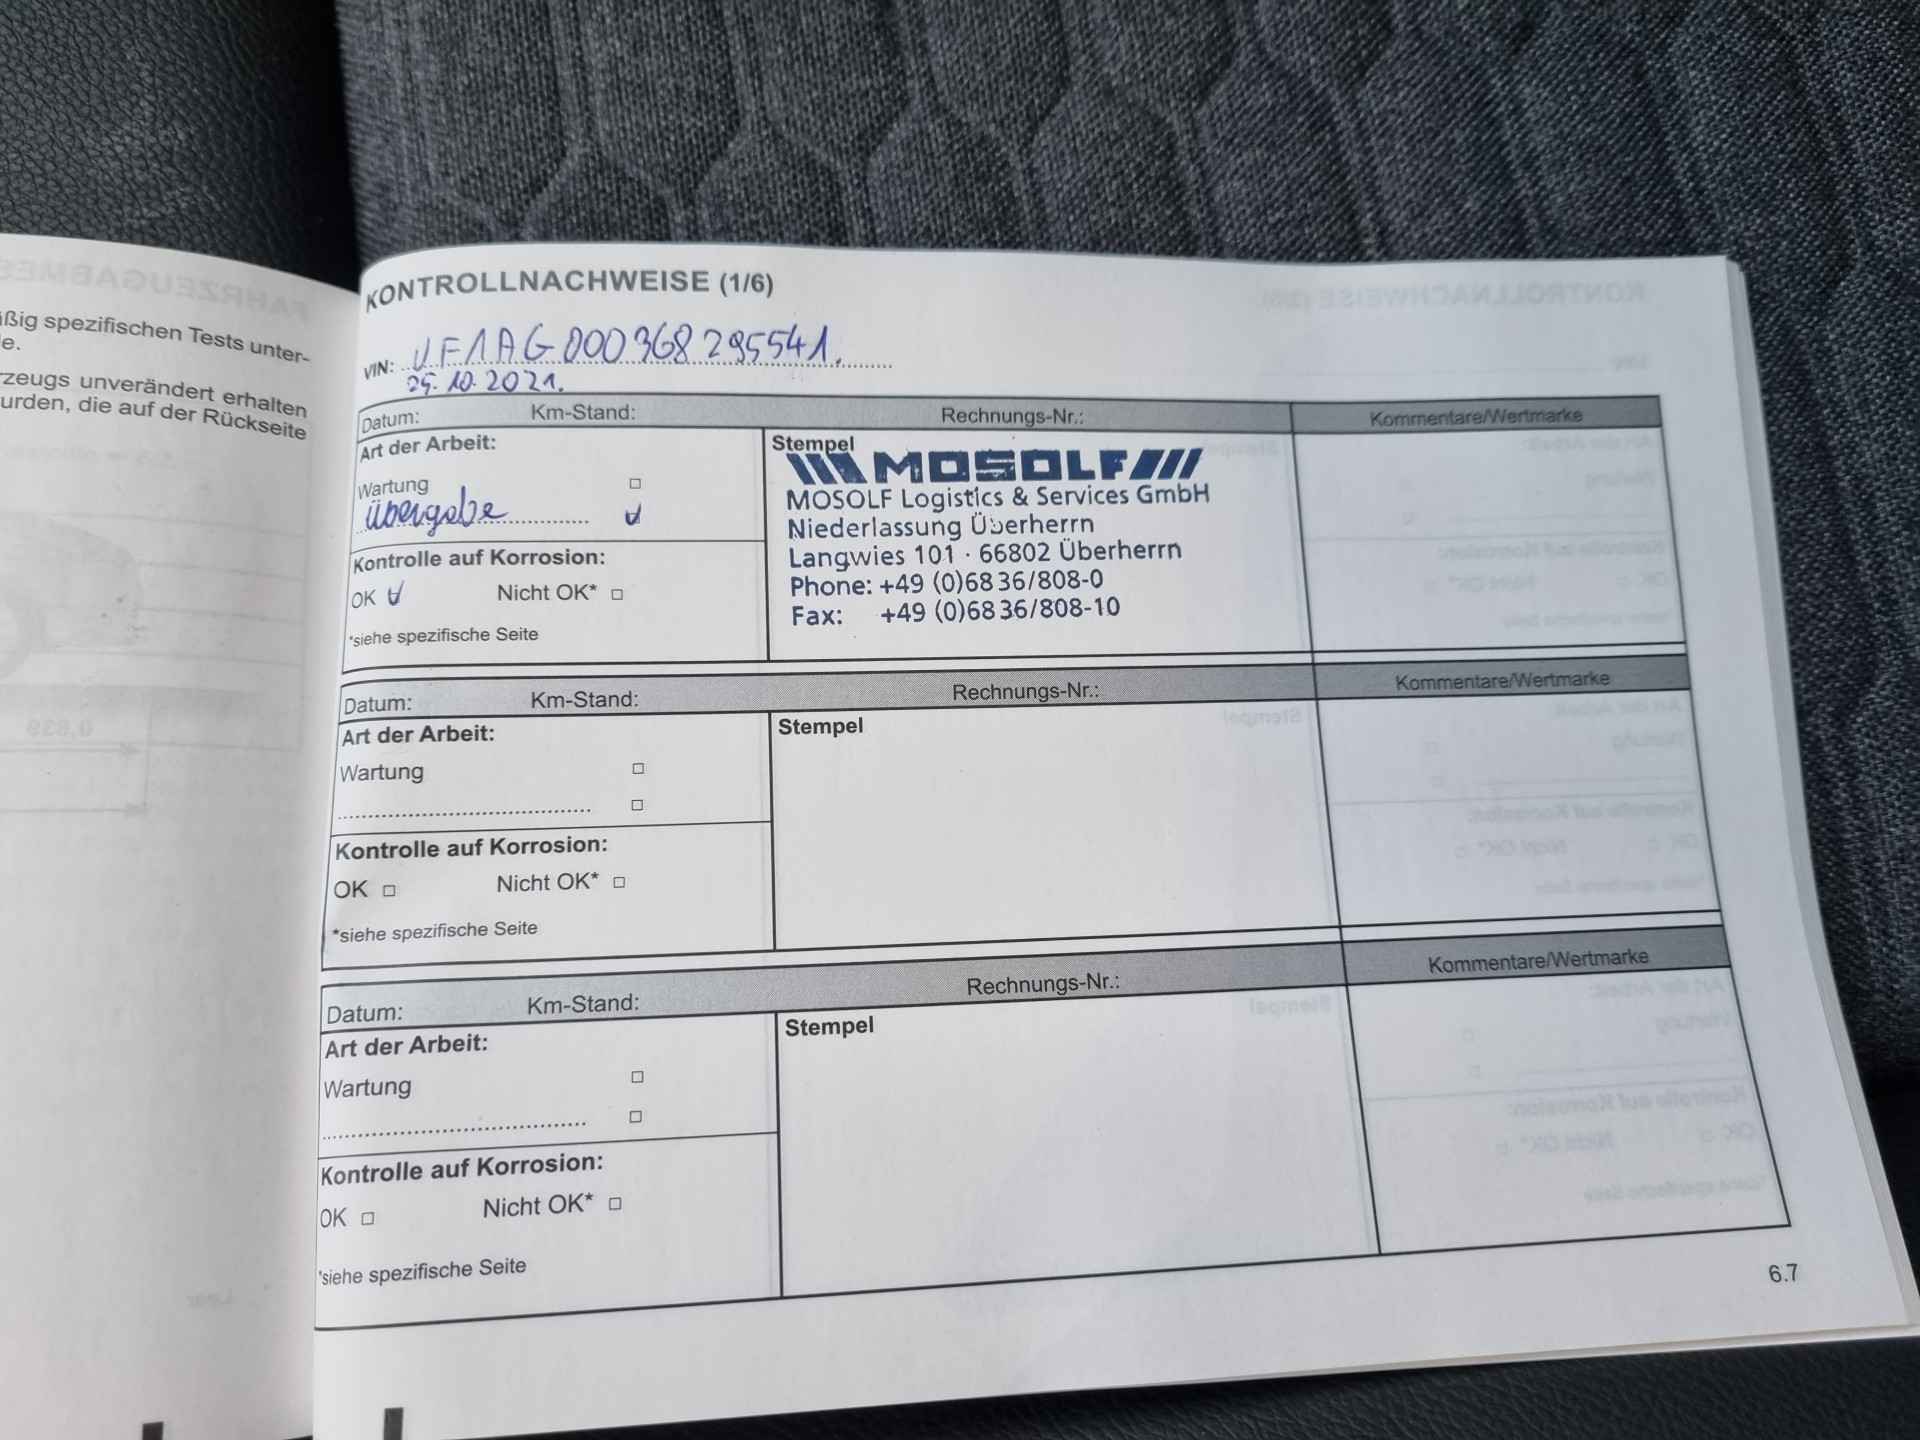 ßig spezifischen Tests unter-
e.
zeugs unverändert erhalten
urden, die auf der Rückseite
KONTROLLNACHWEISE (1/6)
VIN: VF1AG000368295541.
25.10.2021.
Datum: Km-Stand: Rechnungs-Nr.: Kommentare/Wertmarke
Art der Arbeit:
Wartung
Übergabe
Kontrolle auf Korrosion:
OK Nicht OK*
*siehe spezifische Seite
Stempel
MOSOLF
MOSOLF Logistics & Services GmbH
Niederlassung Überherrn
Langwies 101 · 66802 Überherrn
Phone: +49 (0)6836/808-0
Fax: +49 (0)6836/808-10
Datum: Km-Stand: Rechnungs-Nr.: Kommentare/Wertmarke
Art der Arbeit:
Wartung
Kontrolle auf Korrosion:
OK Nicht OK*
*siehe spezifische Seite
Stempel
Datum: Km-Stand: Rechnungs-Nr.: Kommentare/Wertmarke
Art der Arbeit:
Wartung
Kontrolle auf Korrosion:
OK Nicht OK*
*siehe spezifische Seite
Stempel
6.7